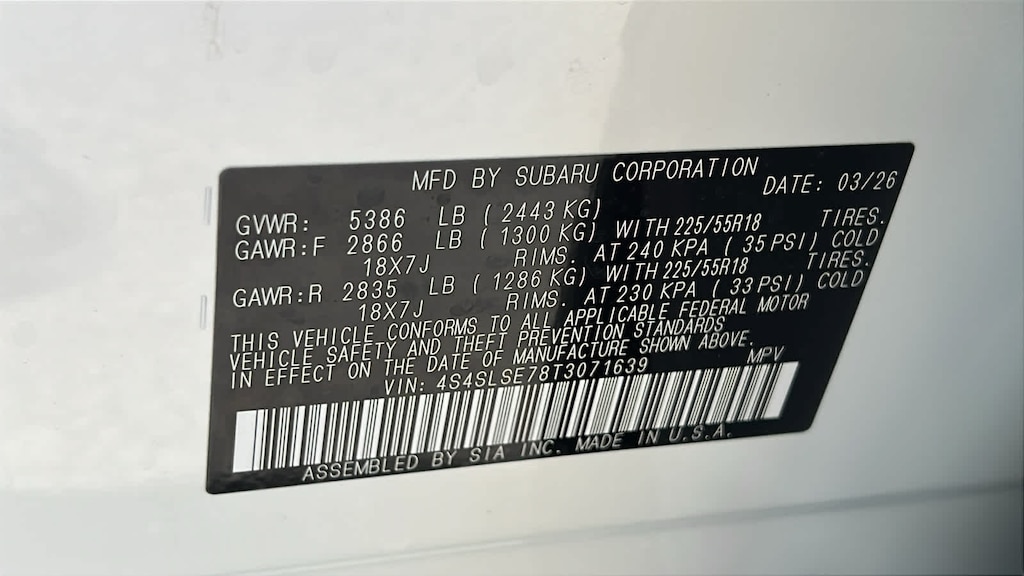 MFD BY SUBARU CORPORATION DATE: 03/26
GVWR: 5386 LB ( 2443 KG)
GAWR:F 2866 LB ( 1300 KG) WITH 225/55R18 TIRES.
18X7J RIMS. AT 240 KPA ( 35 PSI) COLD
GAWR:R 2835 LB ( 1286 KG) WITH 225/55R18 TIRES.
18X7J RIMS. AT 230 KPA ( 33 PSI) COLD
THIS VEHICLE CONFORMS TO ALL APPLICABLE FEDERAL MOTOR
VEHICLE SAFETY AND THEFT PREVENTION STANDARDS
IN EFFECT ON THE DATE OF MANUFACTURE SHOWN ABOVE.
VIN: 4S4SLSE78T3071639 MPV
ASSEMBLED BY SIA INC. MADE IN U.S.A.